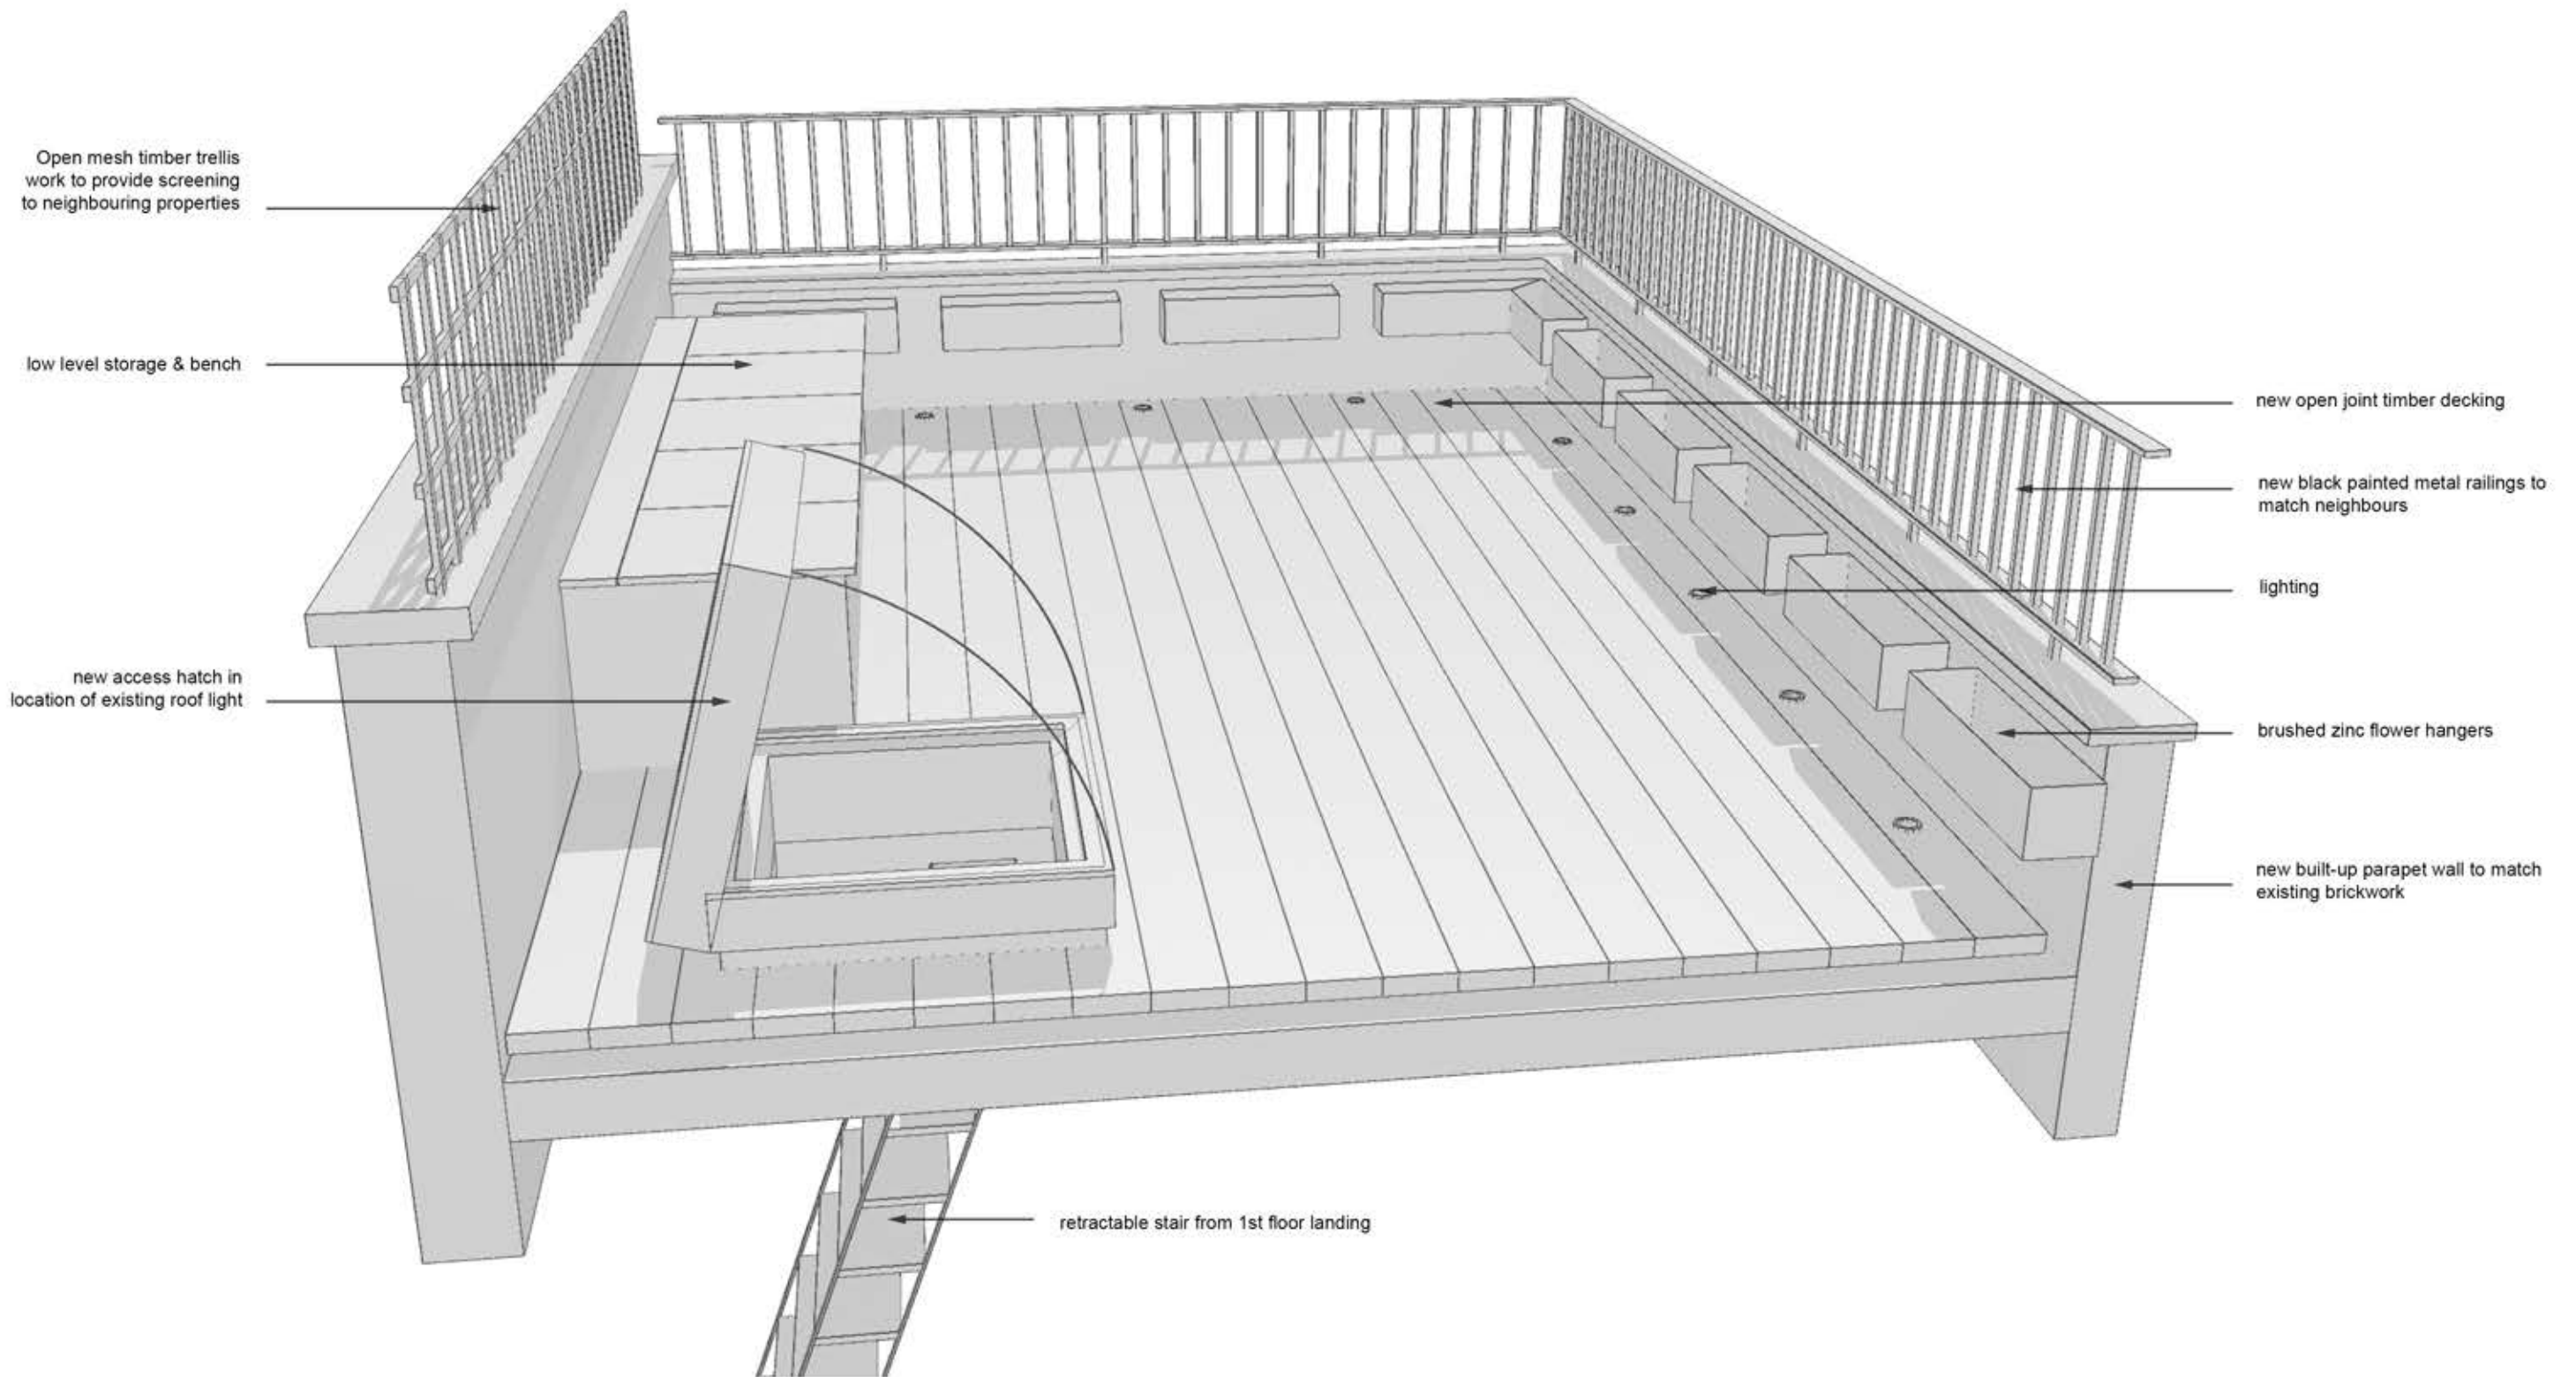 Open mesh timber trellis
work to provide screening
to neighbouring properties
low level storage & bench
new access hatch in
location of existing roof light
new open joint timber decking
new black painted metal railings to
match neighbours
lighting
brushed zinc flower hangers
new built-up parapet wall to match
existing brickwork
retractable stair from 1st floor landing